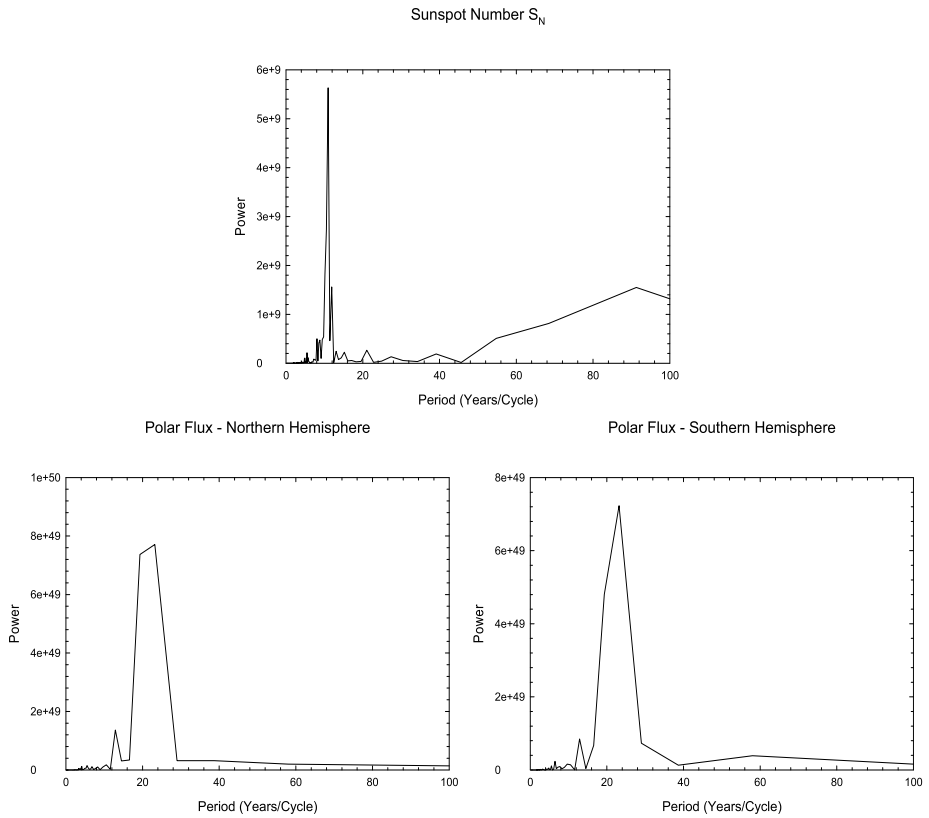 Sunspot Number S_N
6e+9
5e+9
4e+9
3e+9
2e+9
1e+9
0
Power
0 20 40 60 80 100
Period (Years/Cycle)
Polar Flux - Northern Hemisphere
1e+50
8e+49
6e+49
4e+49
2e+49
0
Power
0 20 40 60 80 100
Period (Years/Cycle)
Polar Flux - Southern Hemisphere
8e+49
6e+49
4e+49
2e+49
0
Power
0 20 40 60 80 100
Period (Years/Cycle)